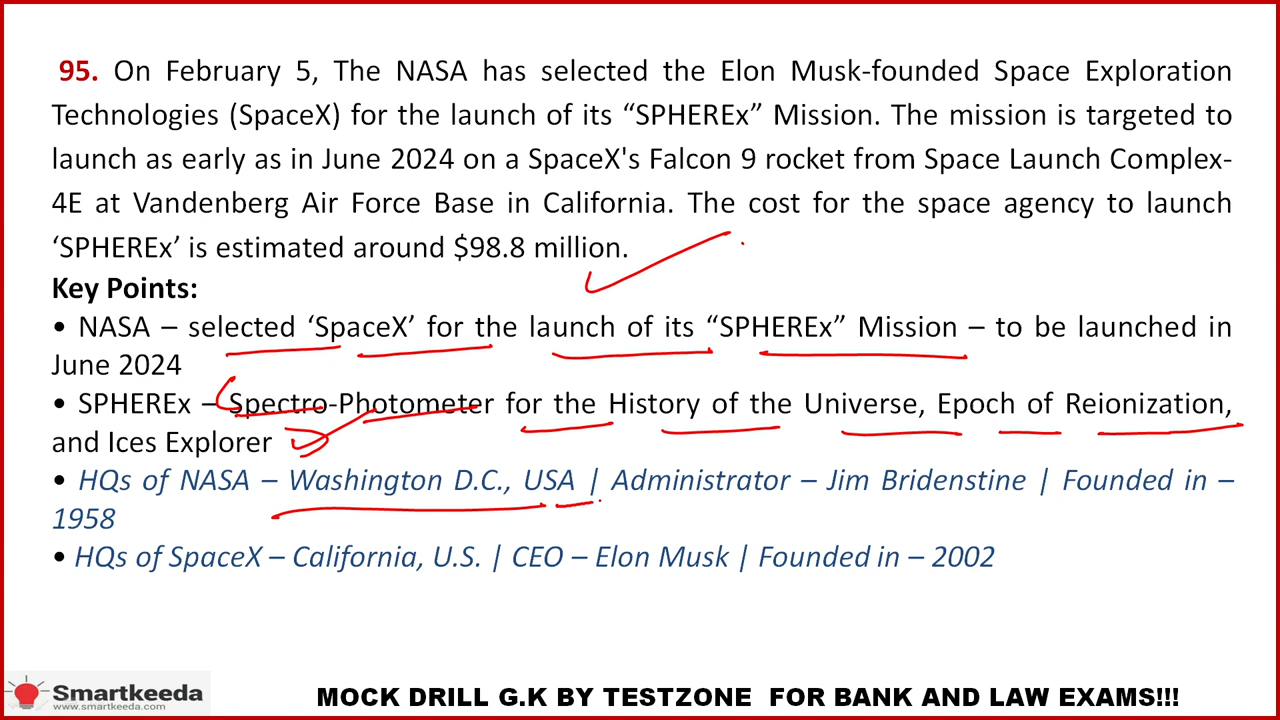 95. On February 5, The NASA has selected the Elon Musk-founded Space Exploration
Technologies (SpaceX) for the launch of its “SPHEREx” Mission. The mission is targeted to
launch as early as in June 2024 on a SpaceX's Falcon 9 rocket from Space Launch Complex-
4E at Vandenberg Air Force Base in California. The cost for the space agency to launch
‘SPHEREx’ is estimated around $98.8 million.
Key Points:
• NASA – selected ‘SpaceX’ for the launch of its “SPHEREx” Mission – to be launched in
June 2024
• SPHEREx – Spectro-Photometer for the History of the Universe, Epoch of Reionization,
and Ices Explorer
• HQs of NASA – Washington D.C., USA | Administrator – Jim Bridenstine | Founded in –
1958
• HQs of SpaceX – California, U.S. | CEO – Elon Musk | Founded in – 2002
Smartkeeda
www.smartkeeda.com
MOCK DRILL G.K BY TESTZONE FOR BANK AND LAW EXAMS!!!